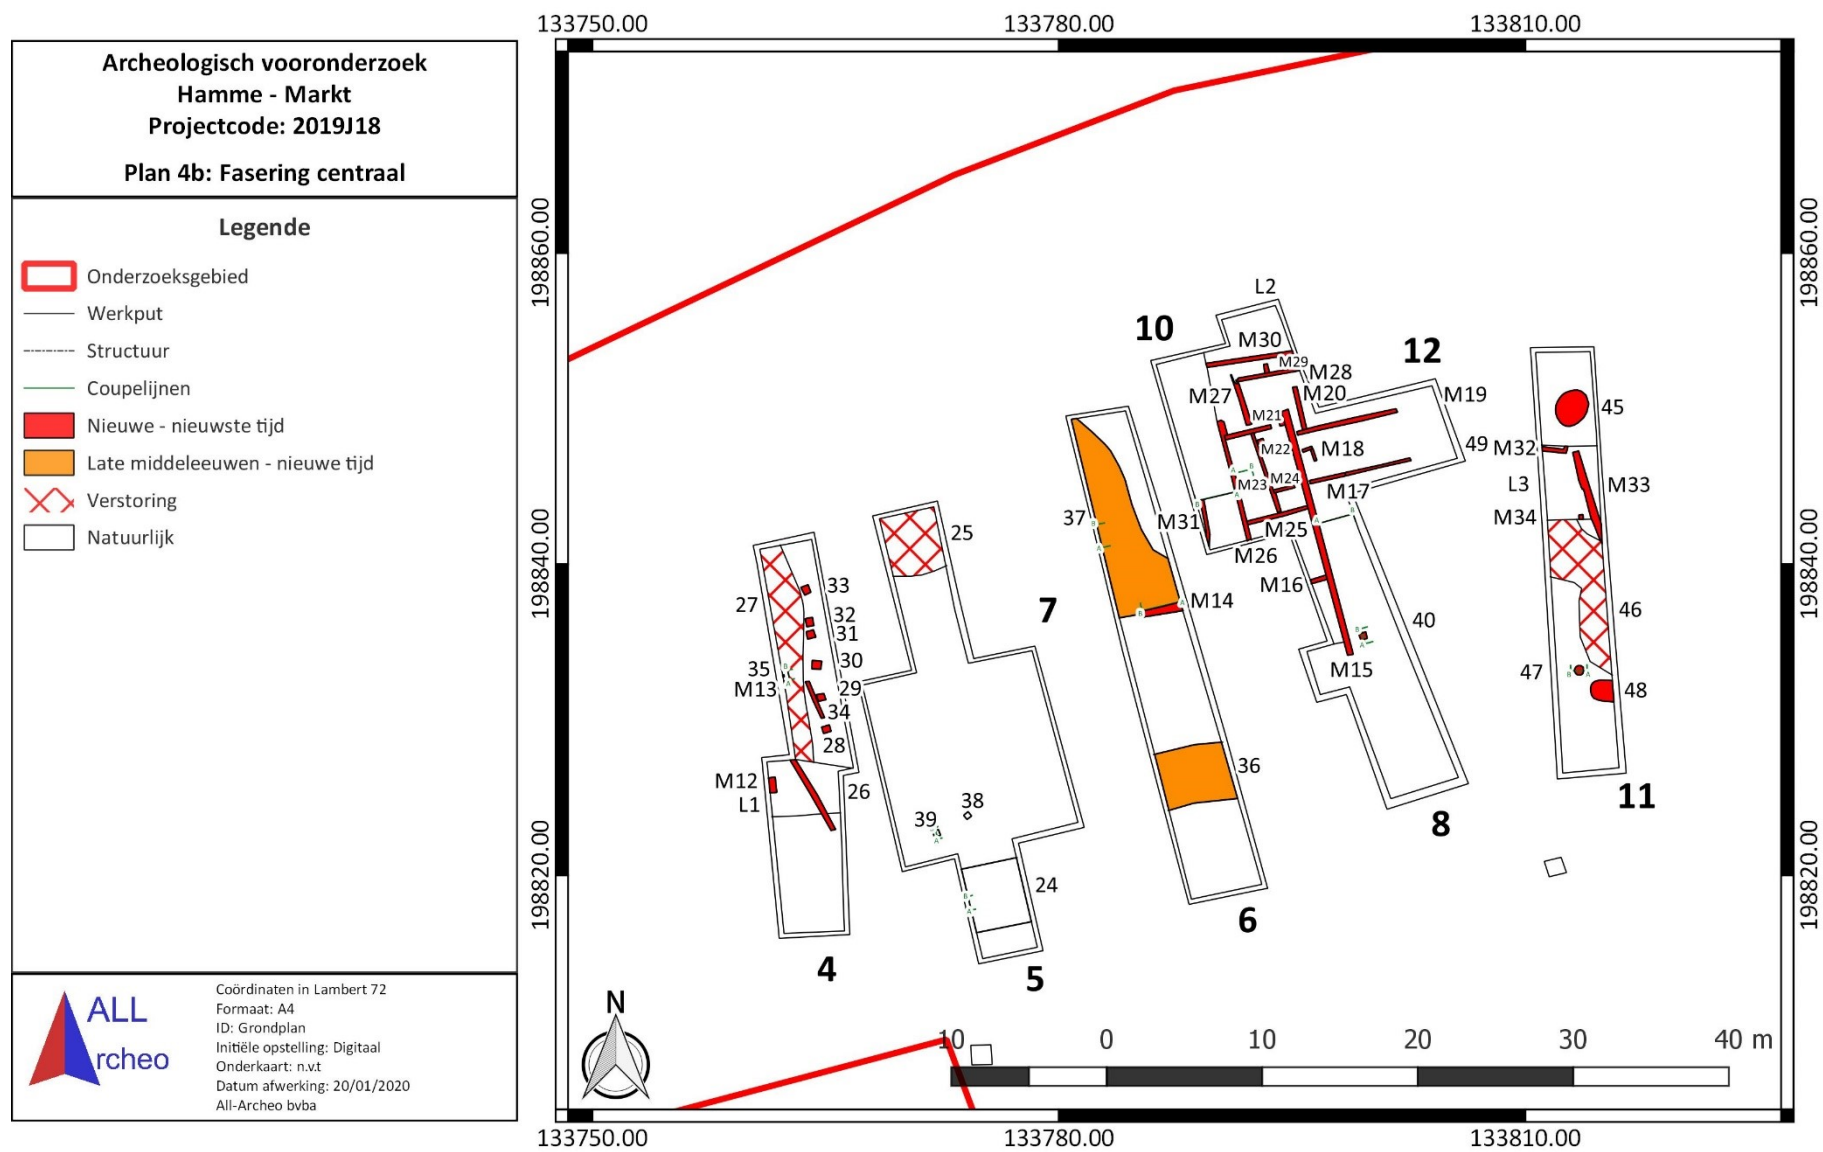 Archeologisch vooronderzoek
Hamme - Markt
Projectcode: 2019J18
Plan 4b: Fasering centraal
Legende
Onderzoeksgebied
Werkput
Structuur
Coupelijnen
Nieuwe - nieuwste tijd
Late middeleeuwen - nieuwe tijd
Verstoring
Natuurlijk
ALL
rcheo
Coördinaten in Lambert 72
Formaat: A4
ID: Grondplan
Initiële opstelling: Digitaal
Onderkaart: n.v.t
Datum afwerking: 20/01/2020
All-Archeo bvba
133750.00 133780.00 133810.00
198860.00 198860.00
198840.00 198840.00
198820.00 198820.00
L2
10
M30
12
M29
M28
M27
M20
M19
M21
45
M22
M18
49
M32
M23
M24
L3
M33
M17
37
M31
M25
M34
25
M26
M16
33
27
7
M14
32
46
31
40
30
35
M15
47
M13
29
48
34
28
36
M12
26
11
L1
38
39
8
24
6
4
5
N
10 0 10 20 30 40 m
133750.00 133780.00 133810.00